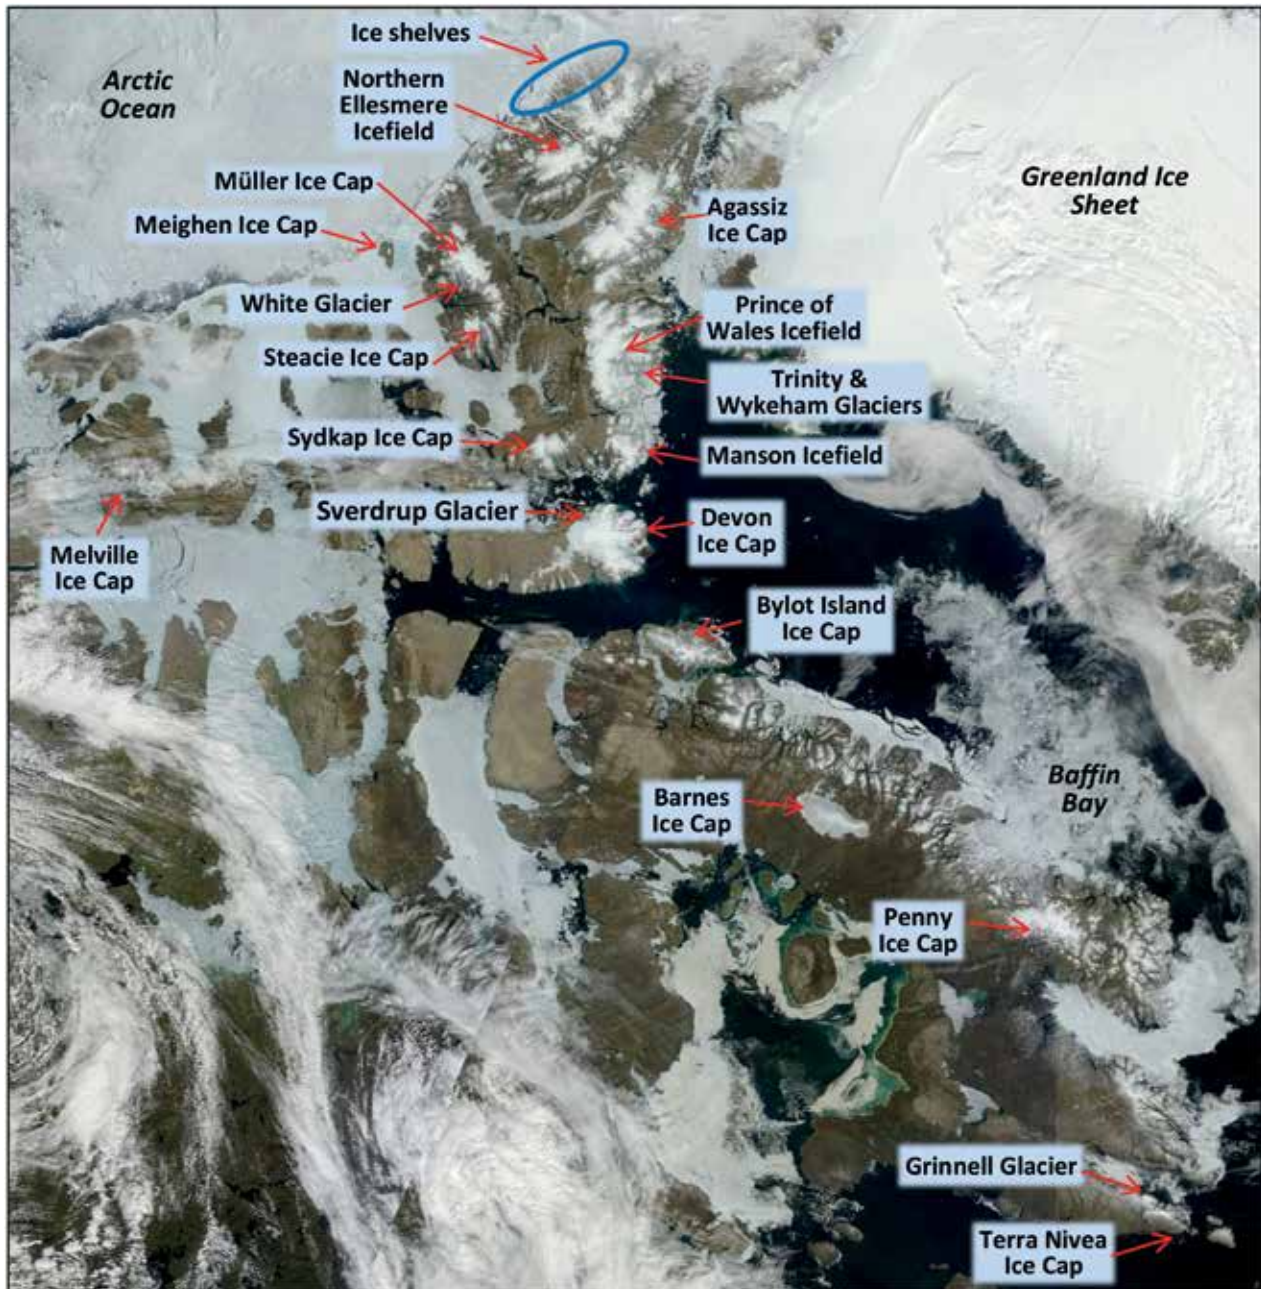 Ice shelves
Arctic
Ocean
Northern
Ellesmere
Icefield
Müller Ice Cap
Meighen Ice Cap
Greenland Ice
Sheet
Agassiz
Ice Cap
White Glacier
Prince of
Wales Icefield
Steacie Ice Cap
Trinity &
Wykeham Glaciers
Sydkap Ice Cap
Manson Icefield
Sverdrup Glacier
Devon
Ice Cap
Melville
Ice Cap
Bylot Island
Ice Cap
Baffin
Bay
Barnes
Ice Cap
Penny
Ice Cap
Grinnell Glacier
Terra Nivea
Ice Cap